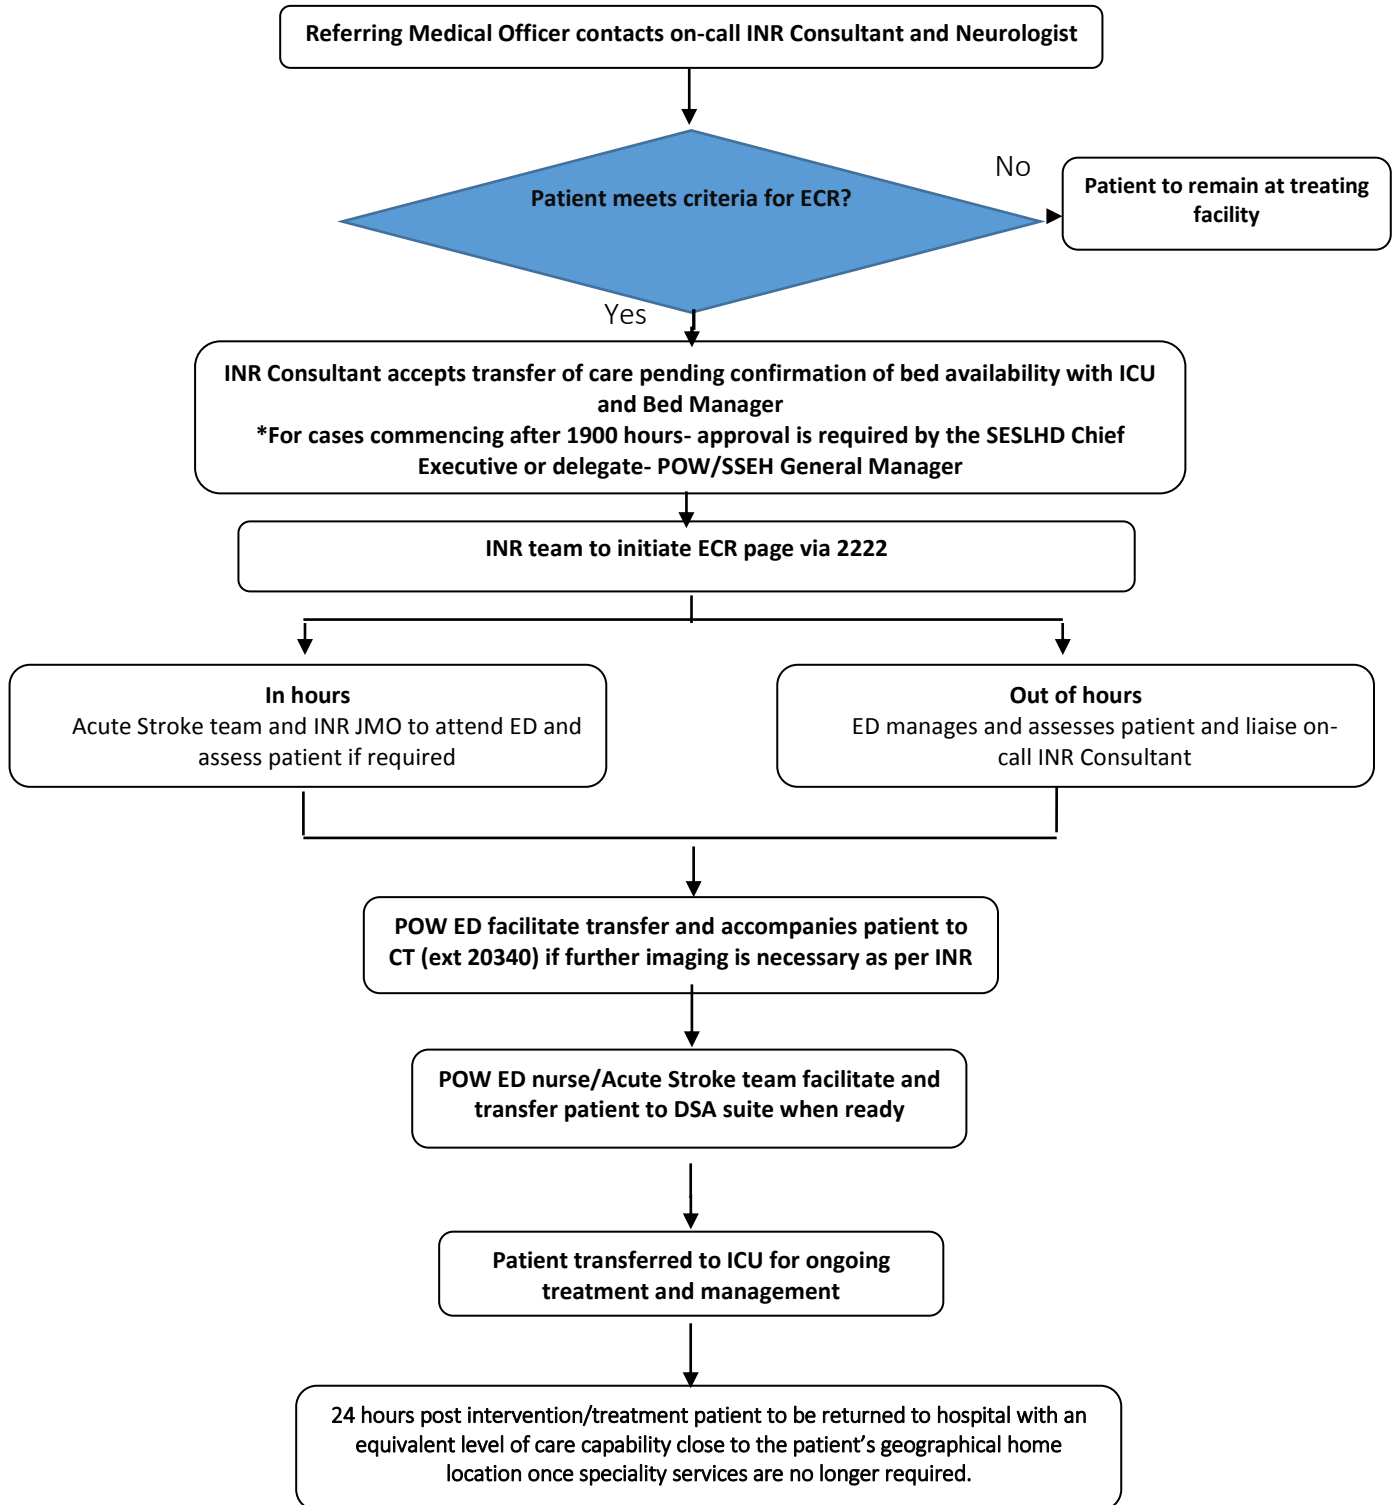 Referring Medical Officer contacts on-call INR Consultant and Neurologist
Patient meets criteria for ECR?
No
Patient to remain at treating
facility
Yes
INR Consultant accepts transfer of care pending confirmation of bed availability with ICU
and Bed Manager
*For cases commencing after 1900 hours- approval is required by the SESLHD Chief
Executive or delegate- POW/SSEH General Manager
INR team to initiate ECR page via 2222
In hours
Acute Stroke team and INR JMO to attend ED and
assess patient if required
Out of hours
ED manages and assesses patient and liaise on-
call INR Consultant
POW ED facilitate transfer and accompanies patient to
CT (ext 20340) if further imaging is necessary as per INR
POW ED nurse/Acute Stroke team facilitate and
transfer patient to DSA suite when ready
Patient transferred to ICU for ongoing
treatment and management
24 hours post intervention/treatment patient to be returned to hospital with an
equivalent level of care capability close to the patient’s geographical home
location once speciality services are no longer required.